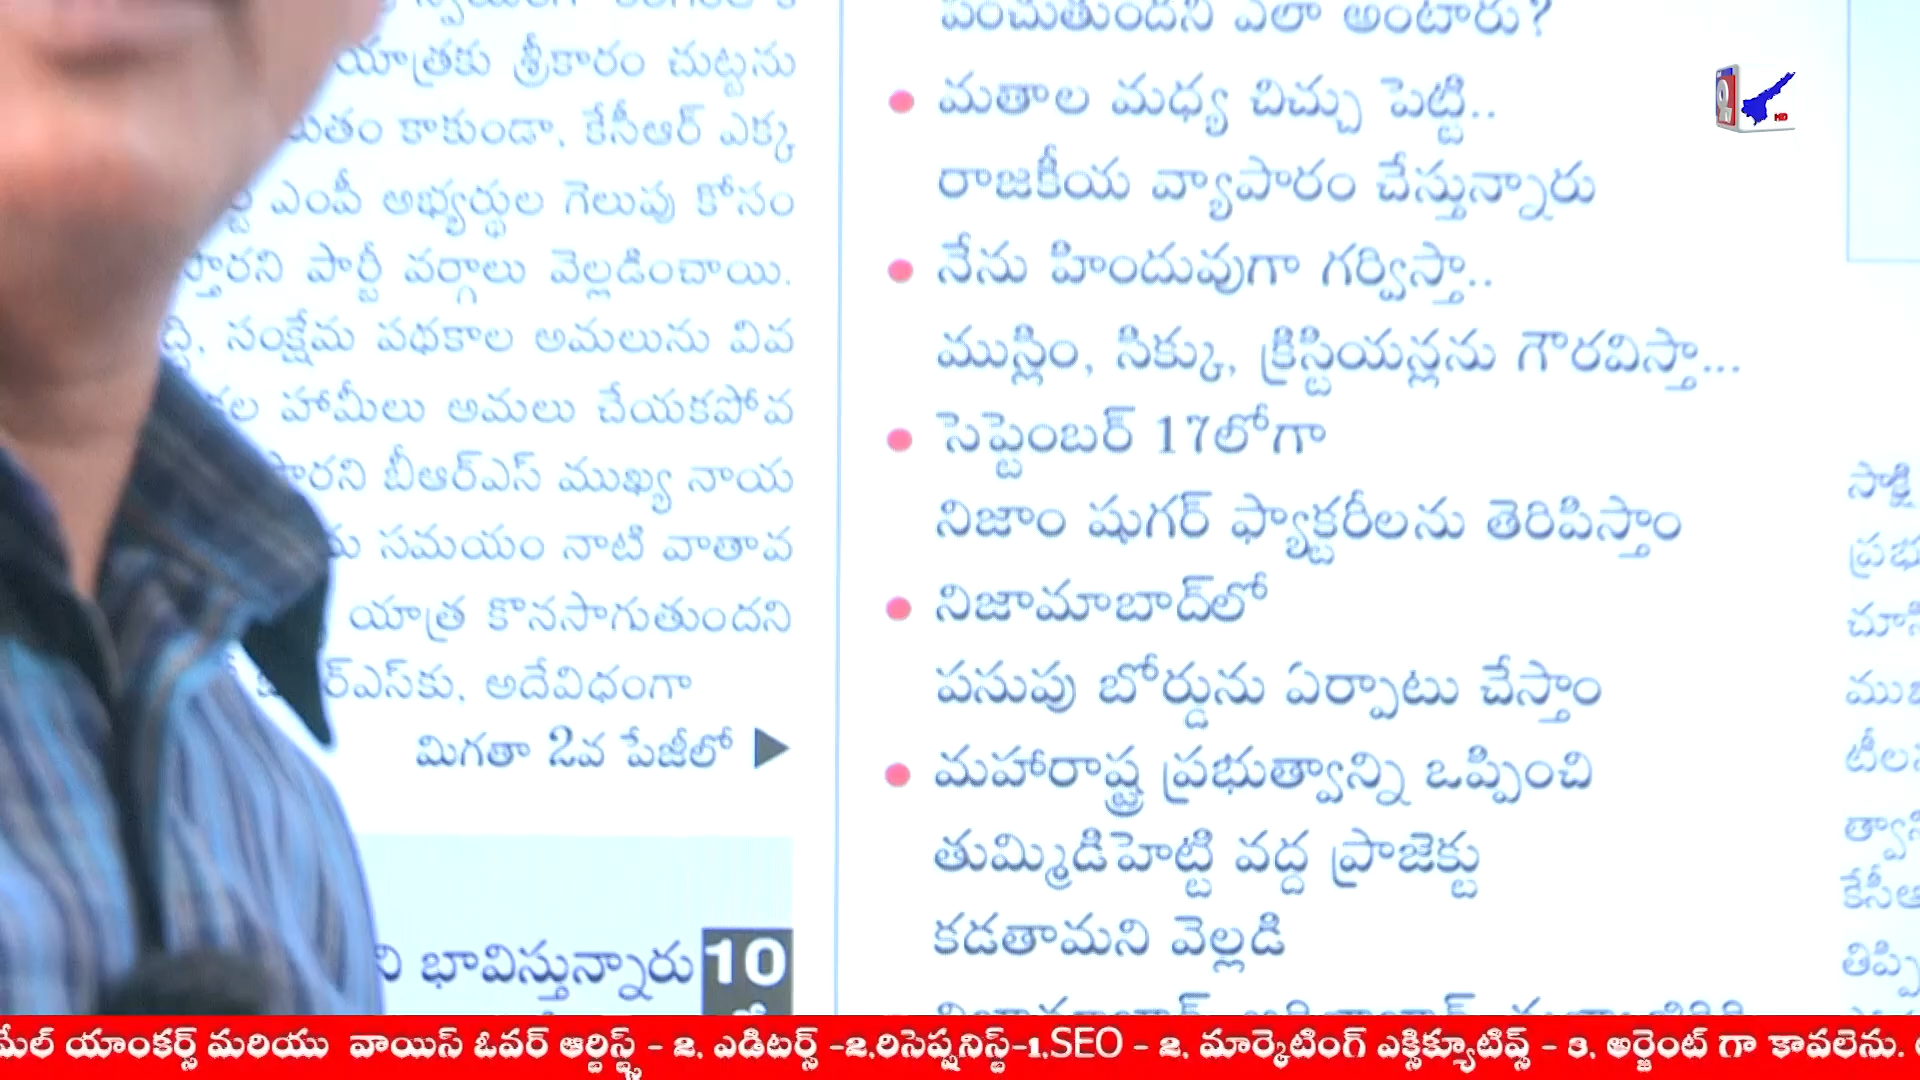 యాత్రకు శ్రీకారం చుట్టను
కాకుండా, కేసీఆర్ ఎక్క
ఎంపీ అభ్యర్థుల గెలుపు కోసం
స్తారని పార్టీ వర్గాలు వెల్లడించాయి.
సంక్షేమ పథకాల అమలును వివ
హామీలు అమలు చేయకపోవ
బీఆర్ఎస్ ముఖ్య నాయ
సమయం నాటి వాతావ
యాత్ర కొనసాగుతుందని
అదేవిధంగా
మిగతా 2వ పేజీలో ▶
భావిస్తున్నారు 10
పెంచుతుందని ఎలా అంటారు?
• మతాల మధ్య చిచ్చు పెట్టి..
రాజకీయ వ్యాపారం చేస్తున్నారు
• నేను హిందువుగా గర్విస్తా..
ముస్లిం, సిక్కు, క్రిస్టియన్లను గౌరవిస్తా...
• సెప్టెంబర్ 17లోగా
నిజాం షుగర్ ఫ్యాక్టరీలను తెరిపిస్తాం
• నిజామాబాద్‌లో
పసుపు బోర్డును ఏర్పాటు చేస్తాం
• మహారాష్ట్ర ప్రభుత్వాన్ని ఒప్పించి
తుమ్మిడిహెట్టి వద్ద ప్రాజెక్టు
కడతామని వెల్లడి
HD
మేల్ యాంకర్స్ మరియు వాయిస్ ఓవర్ ఆర్టిస్ట్స్ - 2, ఎడిటర్స్ -2,రిసెప్షనిస్ట్-1,SEO - 2, మార్కెటింగ్ ఎక్సిక్యూటివ్స్ - 3, అర్జెంట్ గా కావలెను.